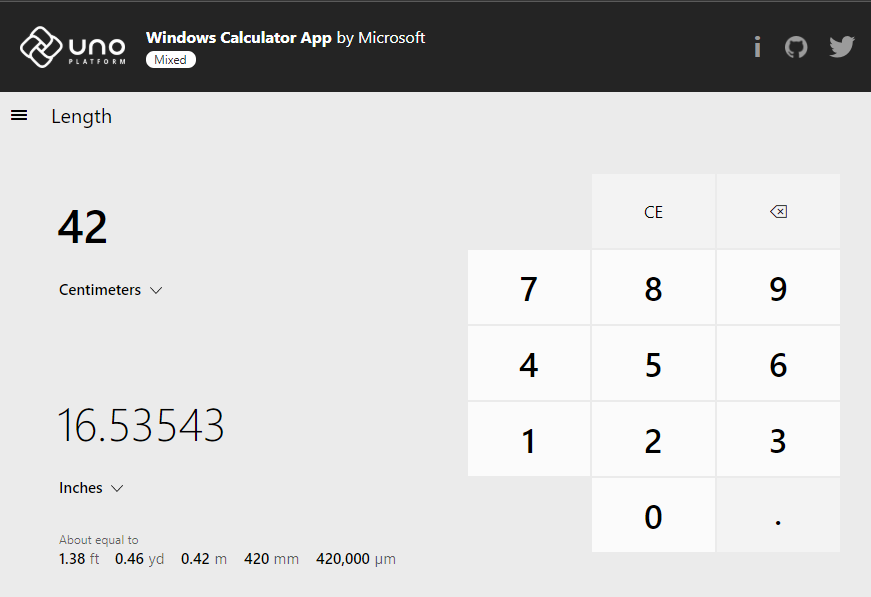 UNO
PLATFORM
Windows Calculator App by Microsoft
Mixed
Length
42
Centimeters
16.53543
Inches
About equal to
1.38 ft 0.46 yd 0.42 m 420 mm 420,000 µm
CE
7 8 9
4 5 6
1 2 3
0 .